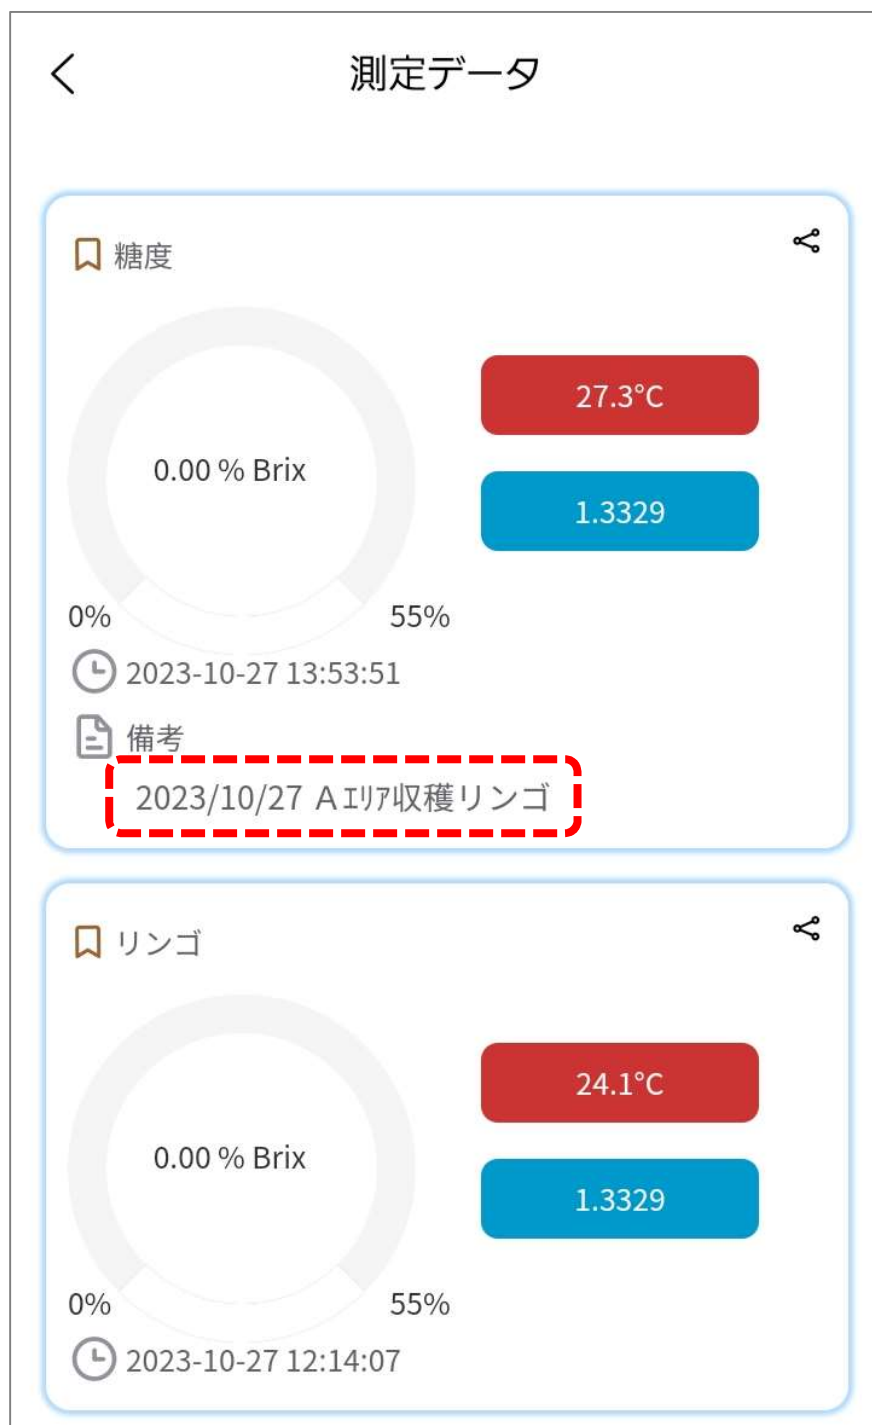 測定データ
糖度
27.3°C
0.00 % Brix
1.3329
0%
55%
2023-10-27 13:53:51
備考
2023/10/27 Ａｴﾘｱ収穫リンゴ
リンゴ
24.1°C
0.00 % Brix
1.3329
0%
55%
2023-10-27 12:14:07